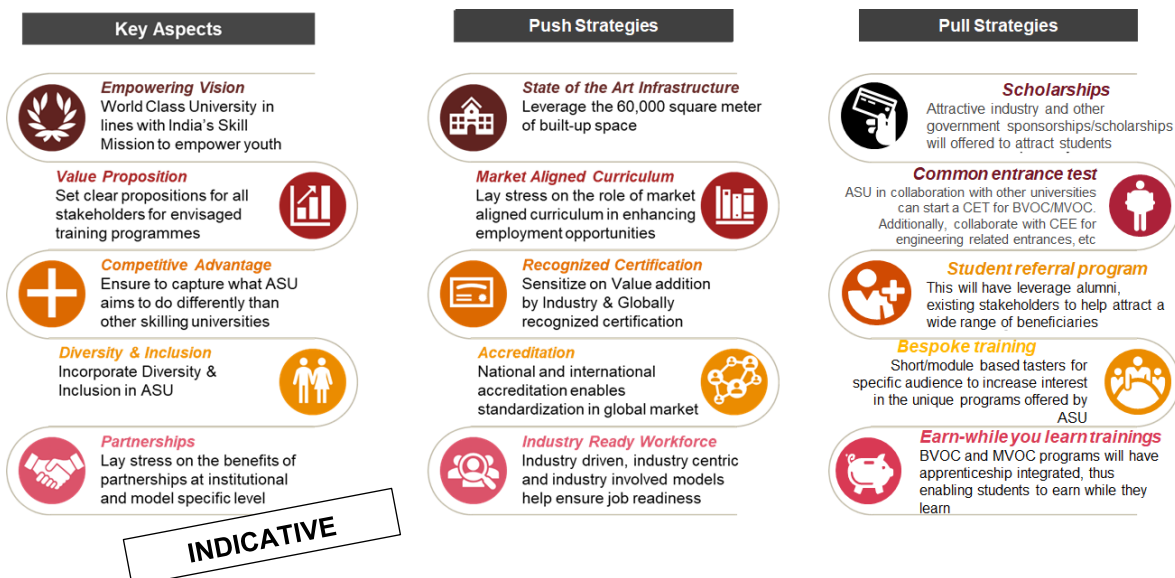 Key Aspects
Empowering Vision
World Class University in
lines with India's Skill
Mission to empower youth
Value Proposition
Set clear propositions for all
stakeholders for envisaged
training programmes
Competitive Advantage
Ensure to capture what ASU
aims to do differently than
other skilling universities
Diversity & Inclusion
Incorporate Diversity &
Inclusion in ASU
Partnerships
Lay stress on the benefits of
partnerships at institutional
and model specific level
INDICATIVE
Push Strategies
State of the Art Infrastructure
Leverage the 60,000 square meter
of built-up space
Market Aligned Curriculum
Lay stress on the role of market
aligned curriculum in enhancing
employment opportunities
Recognized Certification
Sensitize on Value addition
by Industry & Globally
recognized certification
Accreditation
National and international
accreditation enables
standardization in global market
Industry Ready Workforce
Industry driven, industry centric
and industry involved models
help ensure job readiness
Pull Strategies
Scholarships
Attractive industry and other
government sponsorships/scholarships
will offered to attract students
Common entrance test
ASU in collaboration with other universities
can start a CET for BVOC/MVOC.
Additionally, collaborate with CEE for
engineering related entrances, etc
Student referral program
This will have leverage alumni,
existing stakeholders to help attract a
wide range of beneficiaries
Bespoke training
Short/module based tasters for
specific audience to increase interest
in the unique programs offered by
ASU
Earn-while you learn trainings
BVOC and MVOC programs will have
apprenticeship integrated, thus
enabling students to earn while they
learn